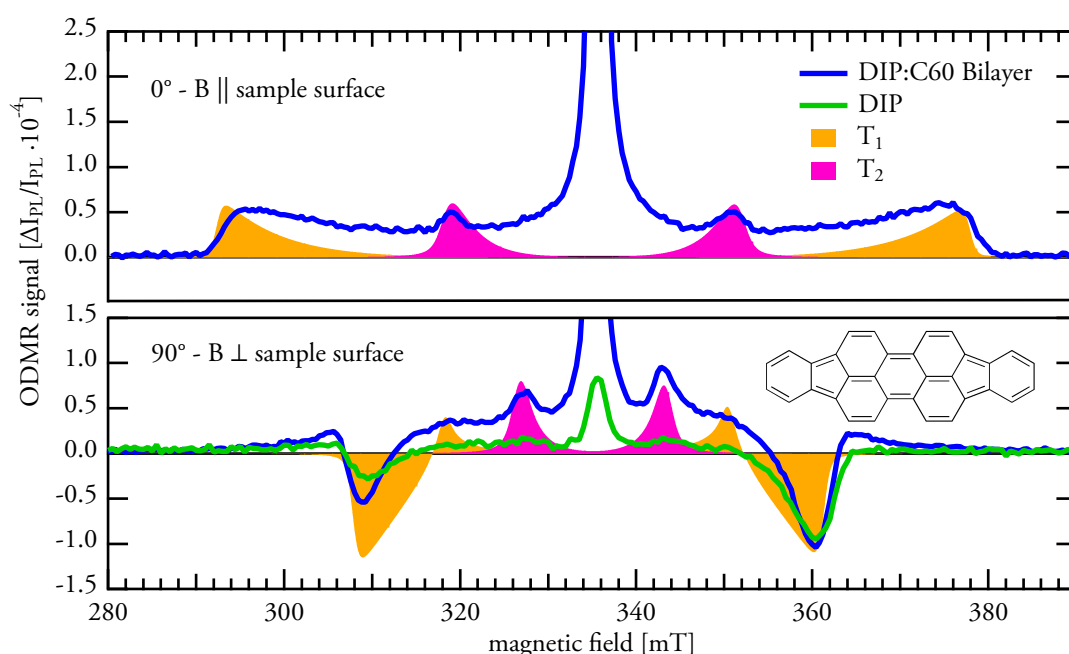 ODMR signal [ΔI_PL/I_PL ·10⁻⁴]
2.5
2.0
1.5
1.0
0.5
0.0
0° - B || sample surface
DIP:C60 Bilayer
DIP
T₁
T₂
1.5
1.0
0.5
0.0
-0.5
-1.0
-1.5
90° - B ⊥ sample surface
280 300 320 340 360 380
magnetic field [mT]